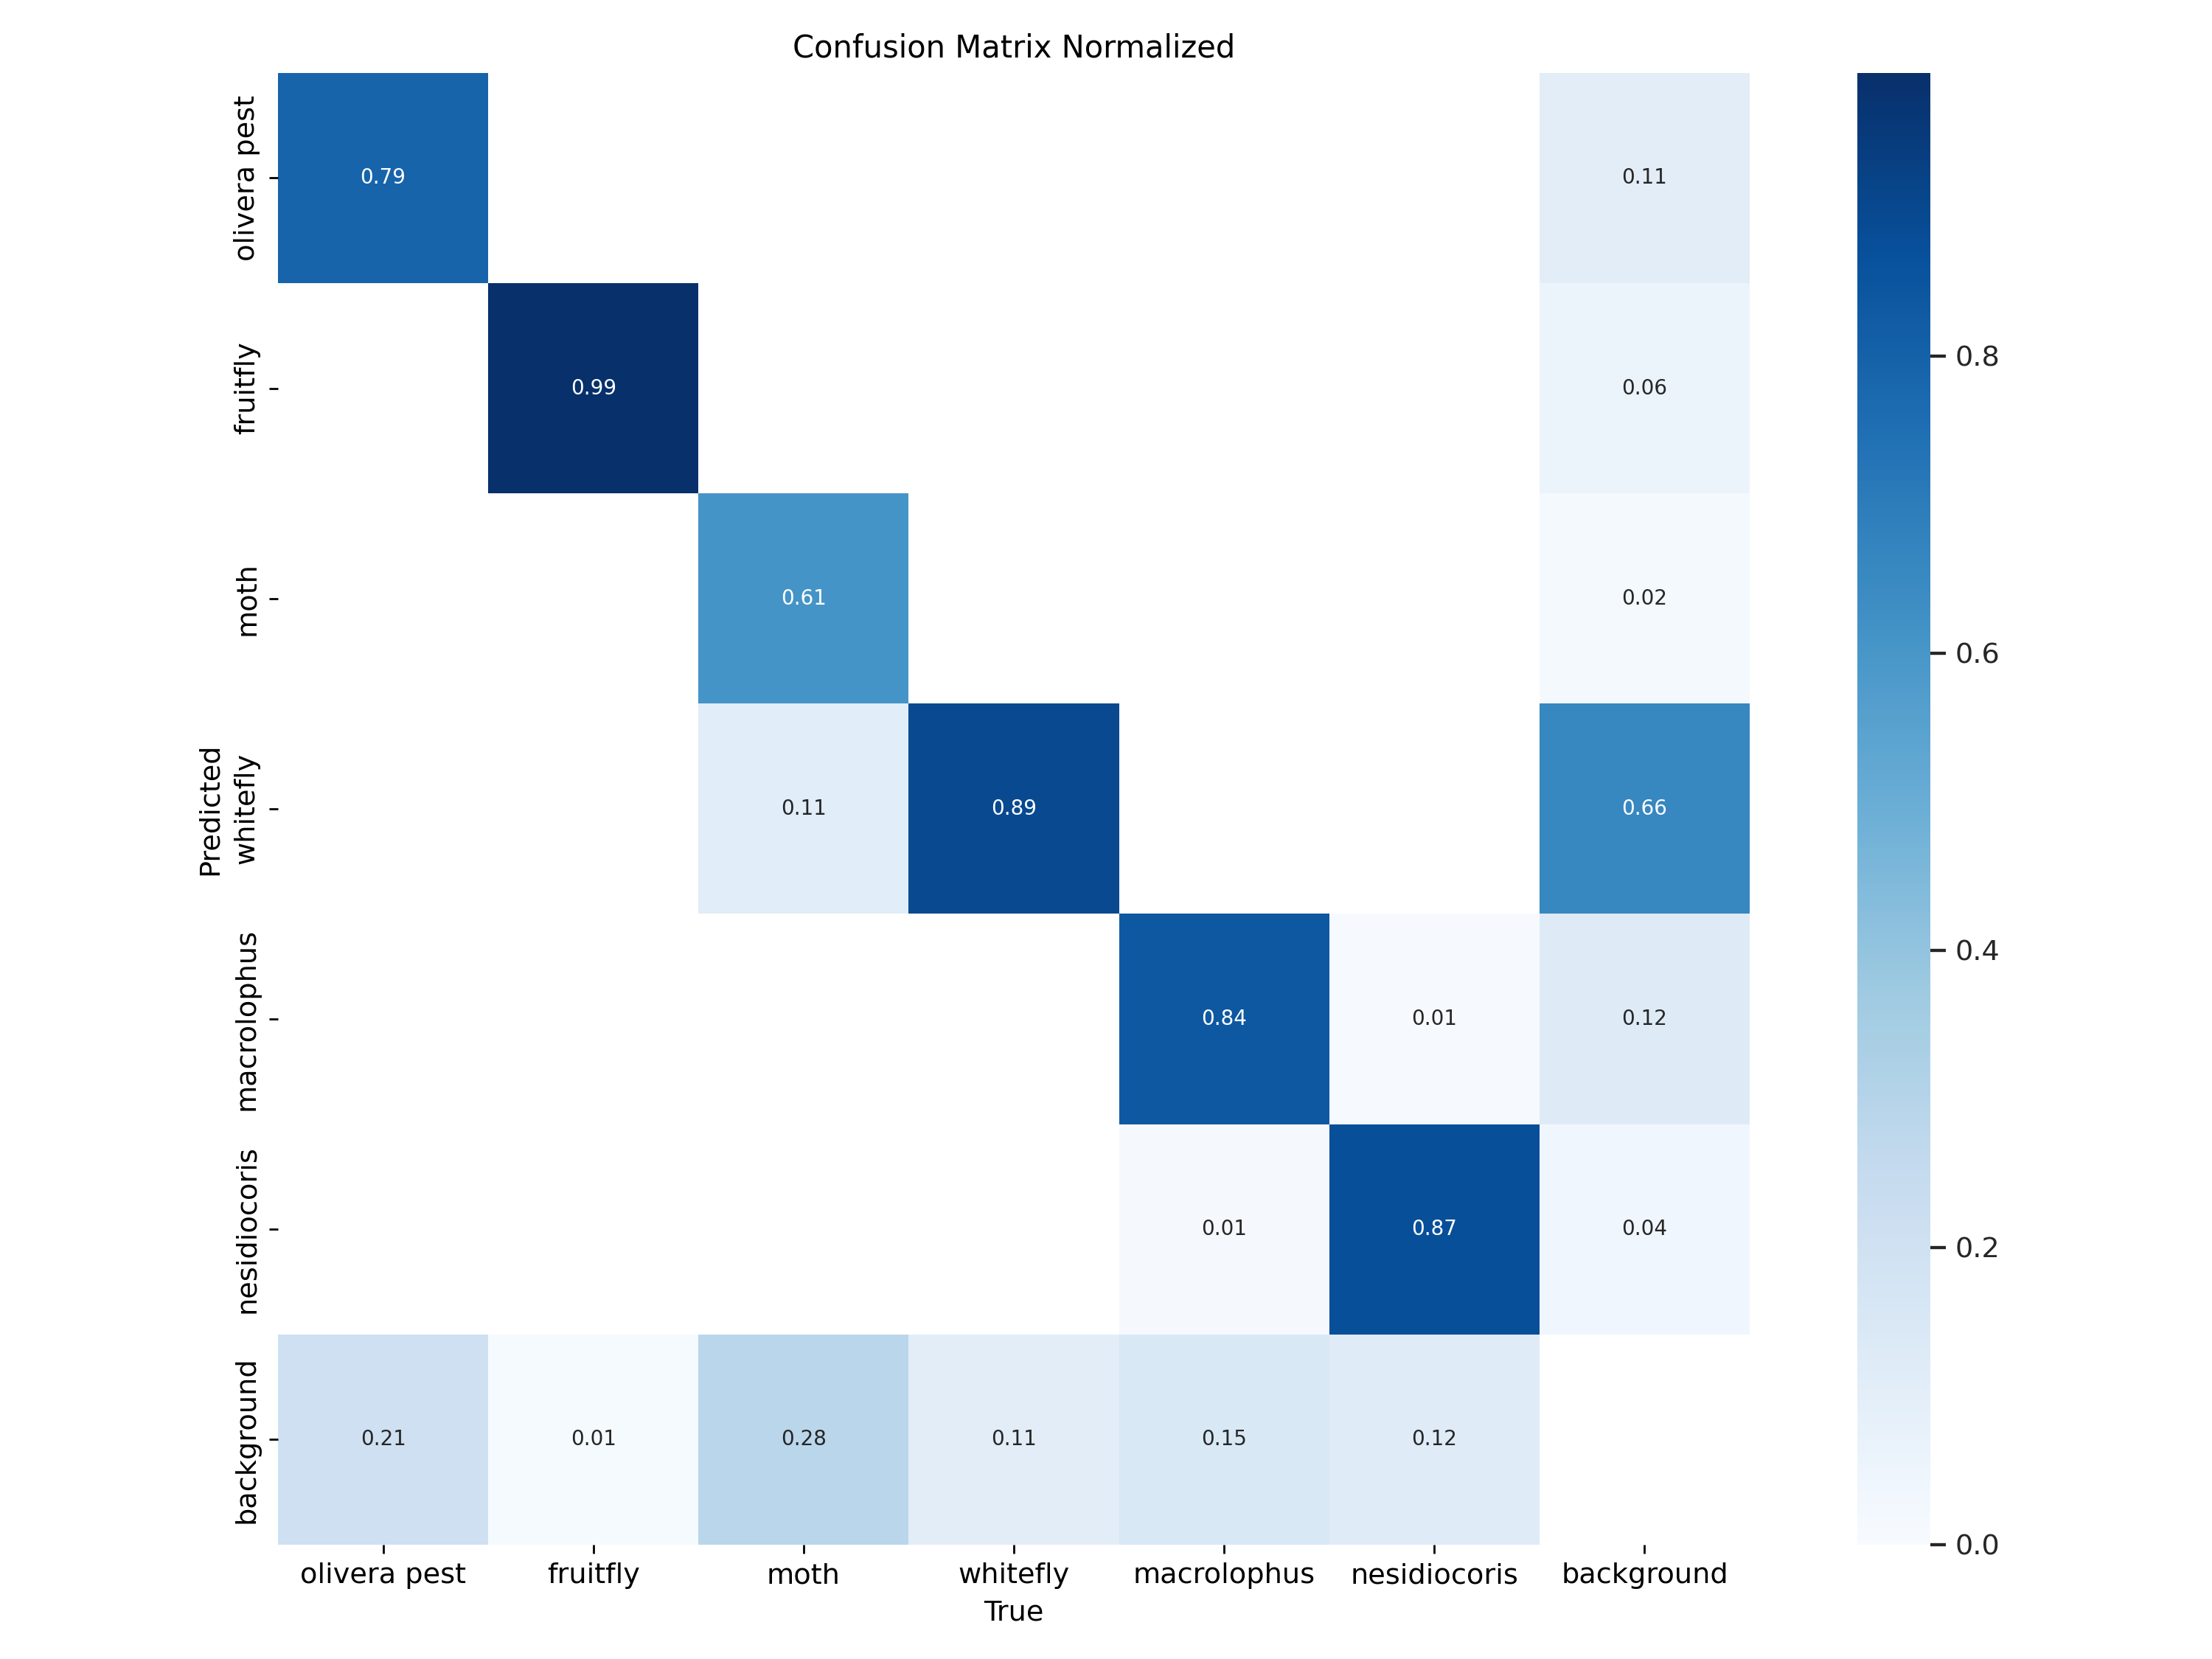 Confusion Matrix Normalized
olivera pest
0.79
0.11
fruitfly
0.99
0.06
moth
0.61
0.02
Predicted
whitefly
0.11
0.89
0.66
macrolophus
0.84
0.01
0.12
nesidiocoris
0.01
0.87
0.04
background
0.21
0.01
0.28
0.11
0.15
0.12
olivera pest
fruitfly
moth
whitefly
macrolophus
nesidiocoris
background
True
0.8
0.6
0.4
0.2
0.0